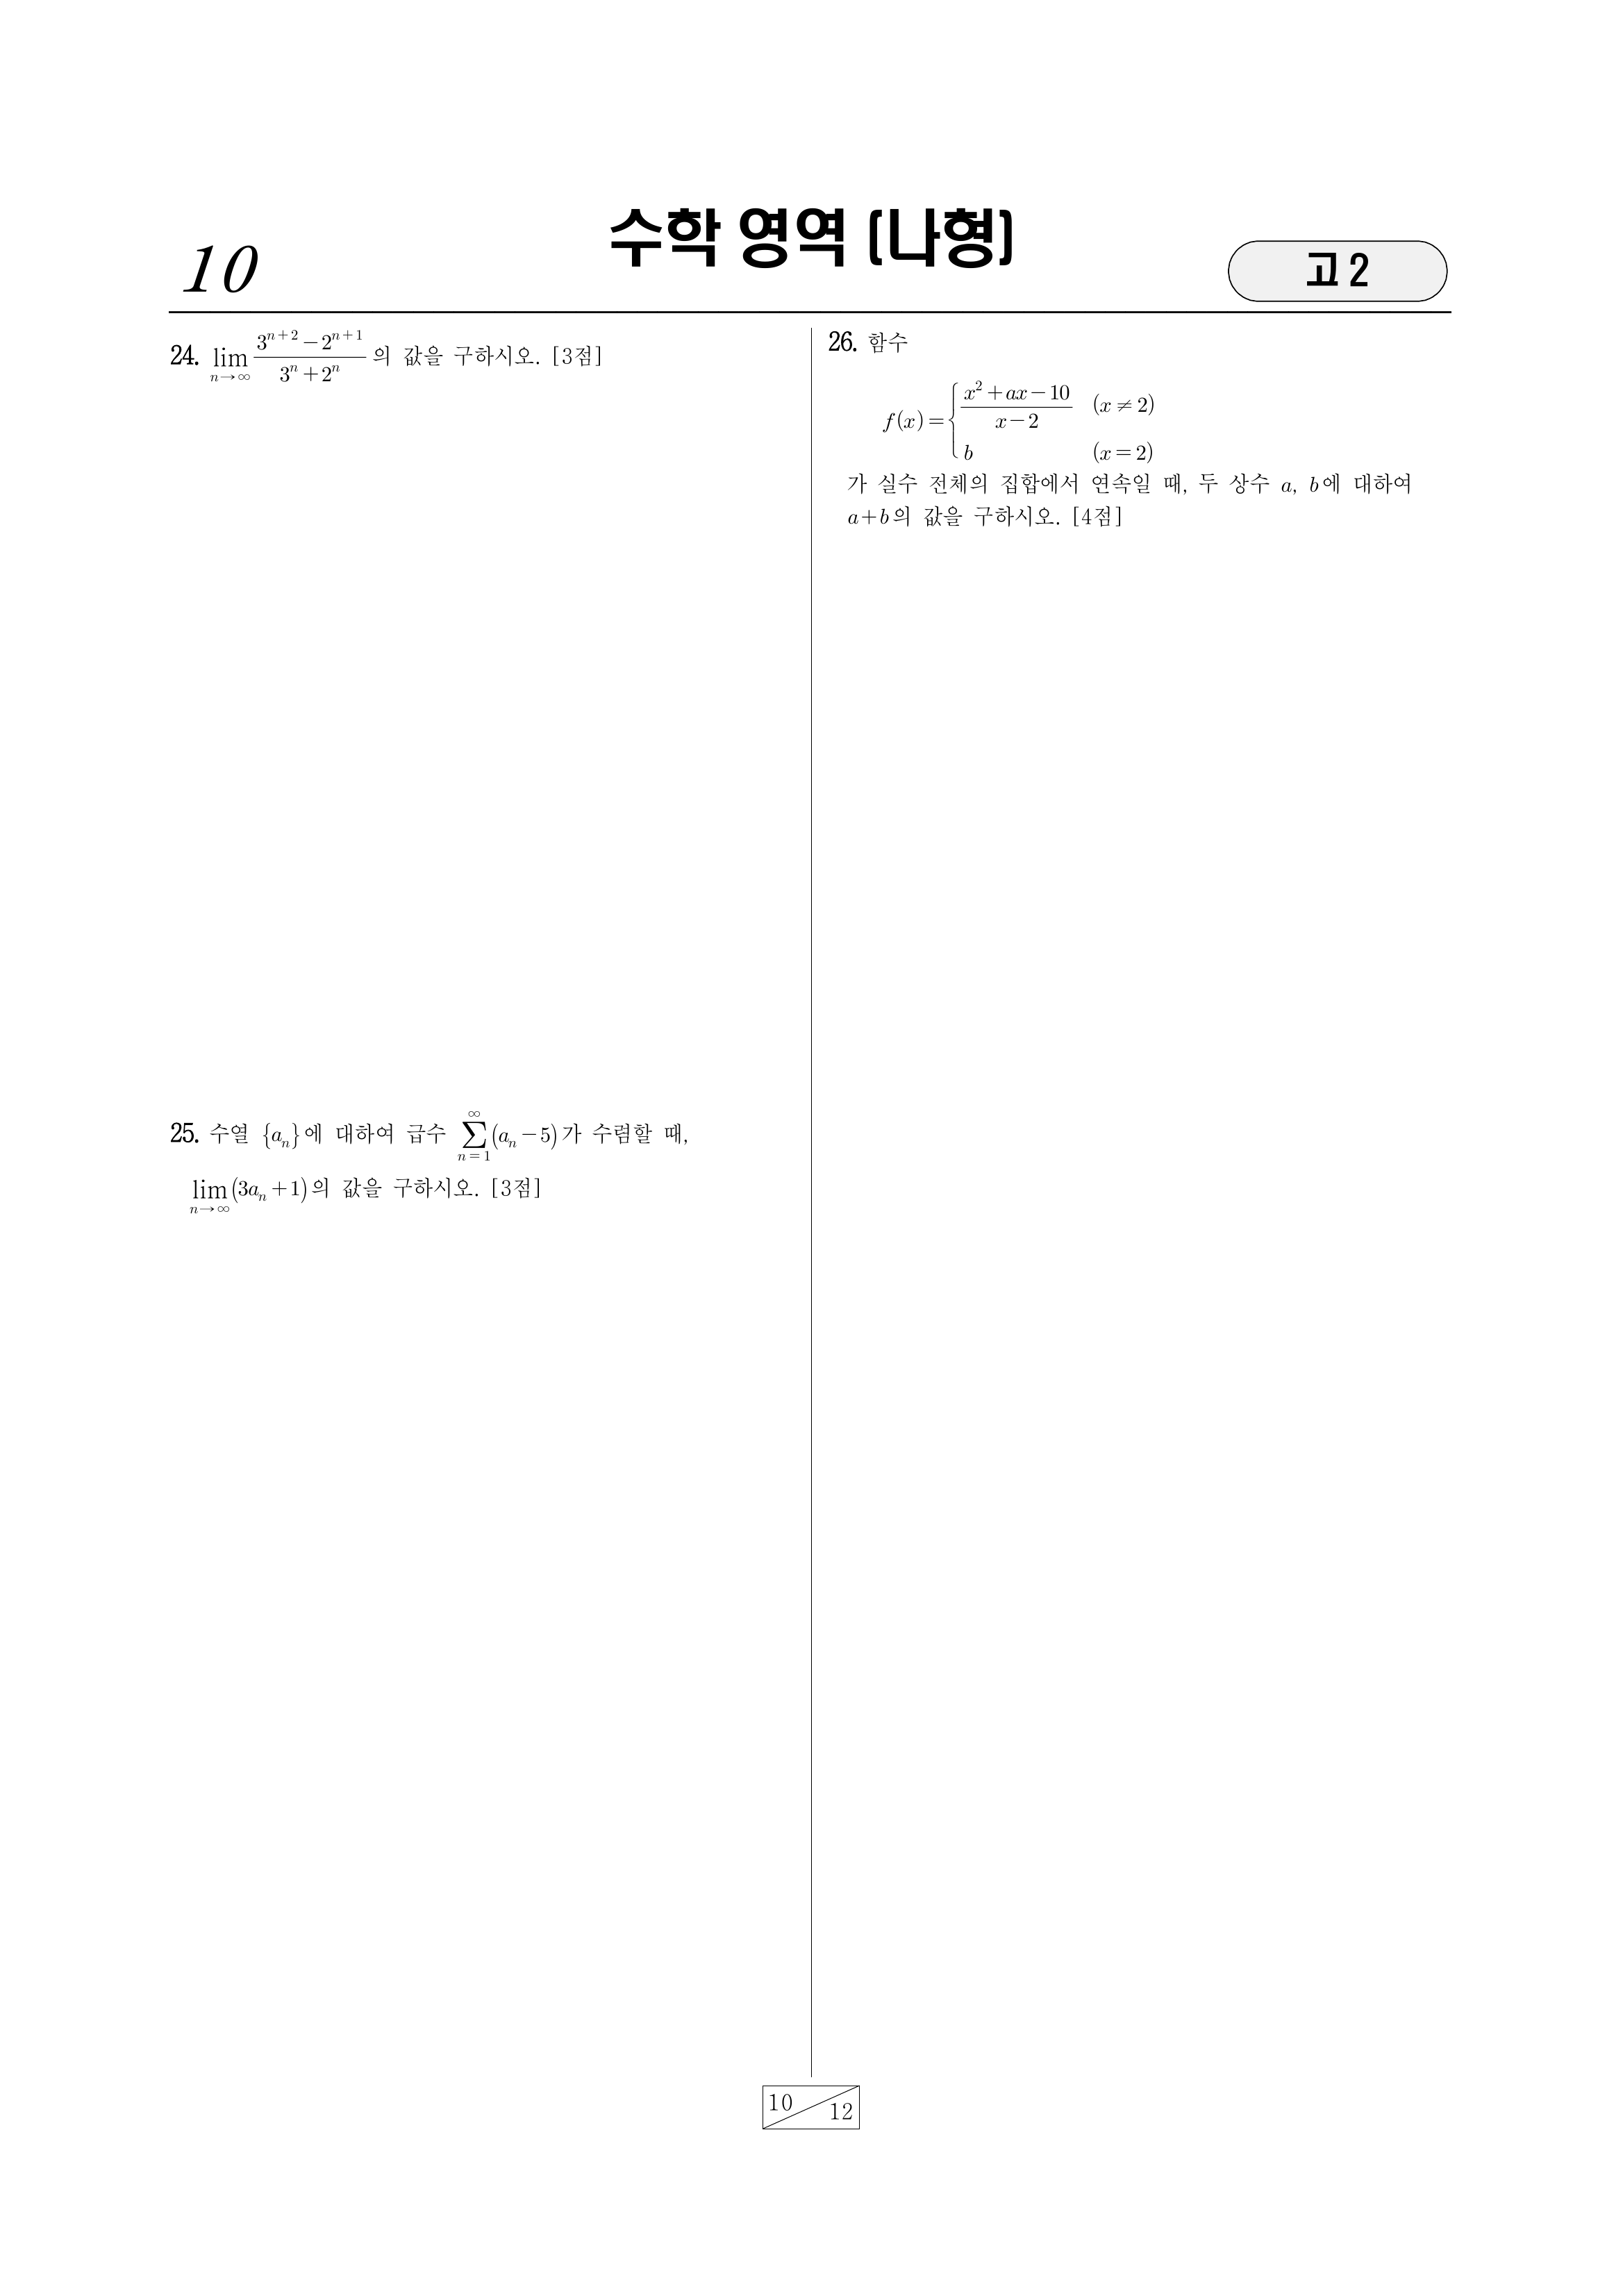 10
수학 영역 (나형)
고 2
24. $\lim_{n \to \infty} \frac{3^{n+2} - 2^{n+1}}{3^n + 2^n}$ 의 값을 구하시오. [3점]
25. 수열 $\{a_n\}$에 대하여 급수 $\sum_{n=1}^{\infty} (a_n - 5)$가 수렴할 때,
$\lim_{n \to \infty} (3a_n + 1)$의 값을 구하시오. [3점]
26. 함수
$f(x) = \begin{cases} \frac{x^2 + ax - 10}{x - 2} & (x \neq 2) \\ b & (x = 2) \end{cases}$
가 실수 전체의 집합에서 연속일 때, 두 상수 $a$, $b$에 대하여
$a+b$의 값을 구하시오. [4점]
10
12